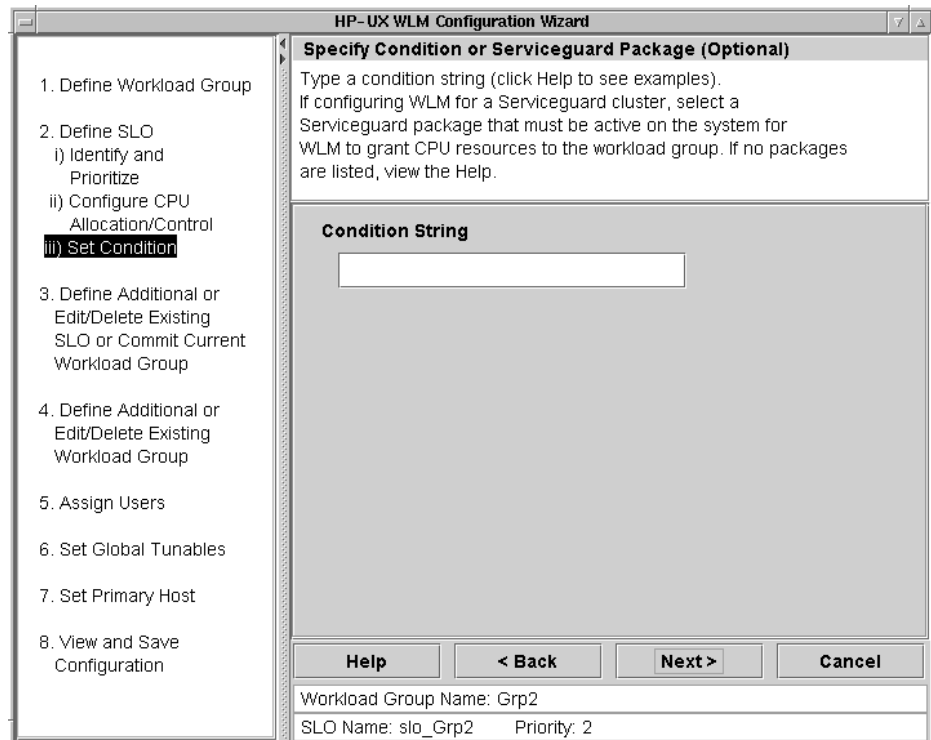 HP-UX WLM Configuration Wizard
1. Define Workload Group
2. Define SLO
i) Identify and
Prioritize
ii) Configure CPU
Allocation/Control
iii) Set Condition
3. Define Additional or
Edit/Delete Existing
SLO or Commit Current
Workload Group
4. Define Additional or
Edit/Delete Existing
Workload Group
5. Assign Users
6. Set Global Tunables
7. Set Primary Host
8. View and Save
Configuration
Specify Condition or Serviceguard Package (Optional)
Type a condition string (click Help to see examples).
If configuring WLM for a Serviceguard cluster, select a
Serviceguard package that must be active on the system for
WLM to grant CPU resources to the workload group. If no packages
are listed, view the Help.
Condition String
Help < Back Next > Cancel
Workload Group Name: Grp2
SLO Name: slo_Grp2 Priority: 2